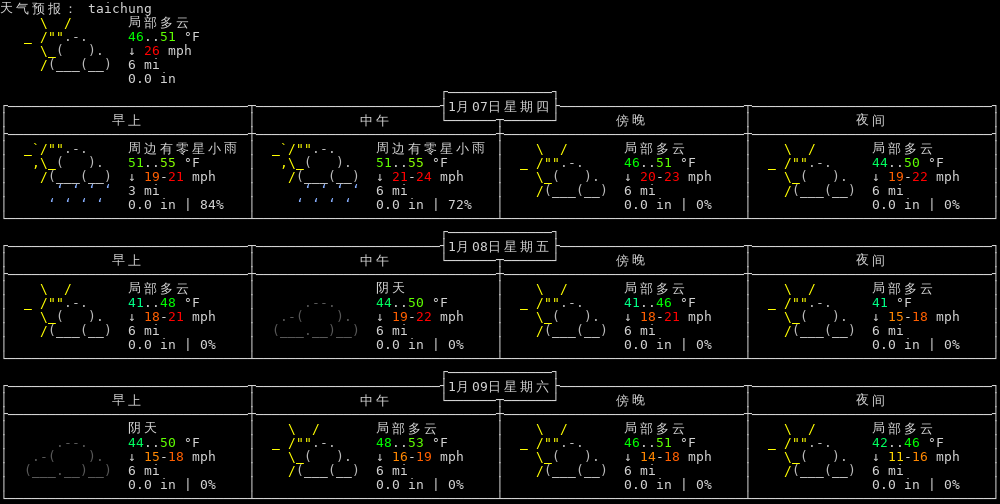 天气预报： taichung
局部多云
46..51 °F
↓ 26 mph
6 mi
0.0 in
1月07日星期四
早上 中午 傍晚 夜间
周边有零星小雨 周边有零星小雨 局部多云 局部多云
51..55 °F 51..55 °F 46..51 °F 44..50 °F
↓ 19-21 mph ↓ 21-24 mph ↓ 20-23 mph ↓ 19-22 mph
3 mi 6 mi 6 mi 6 mi
0.0 in | 84% 0.0 in | 72% 0.0 in | 0% 0.0 in | 0%
1月08日星期五
早上 中午 傍晚 夜间
局部多云 阴天 局部多云 局部多云
41..48 °F 44..50 °F 41..46 °F 41 °F
↓ 18-21 mph ↓ 19-22 mph ↓ 18-21 mph ↓ 15-18 mph
6 mi 6 mi 6 mi 6 mi
0.0 in | 0% 0.0 in | 0% 0.0 in | 0% 0.0 in | 0%
1月09日星期六
早上 中午 傍晚 夜间
阴天 局部多云 局部多云 局部多云
44..50 °F 48..53 °F 46..51 °F 42..46 °F
↓ 15-18 mph ↓ 16-19 mph ↓ 14-18 mph ↓ 11-16 mph
6 mi 6 mi 6 mi 6 mi
0.0 in | 0% 0.0 in | 0% 0.0 in | 0% 0.0 in | 0%